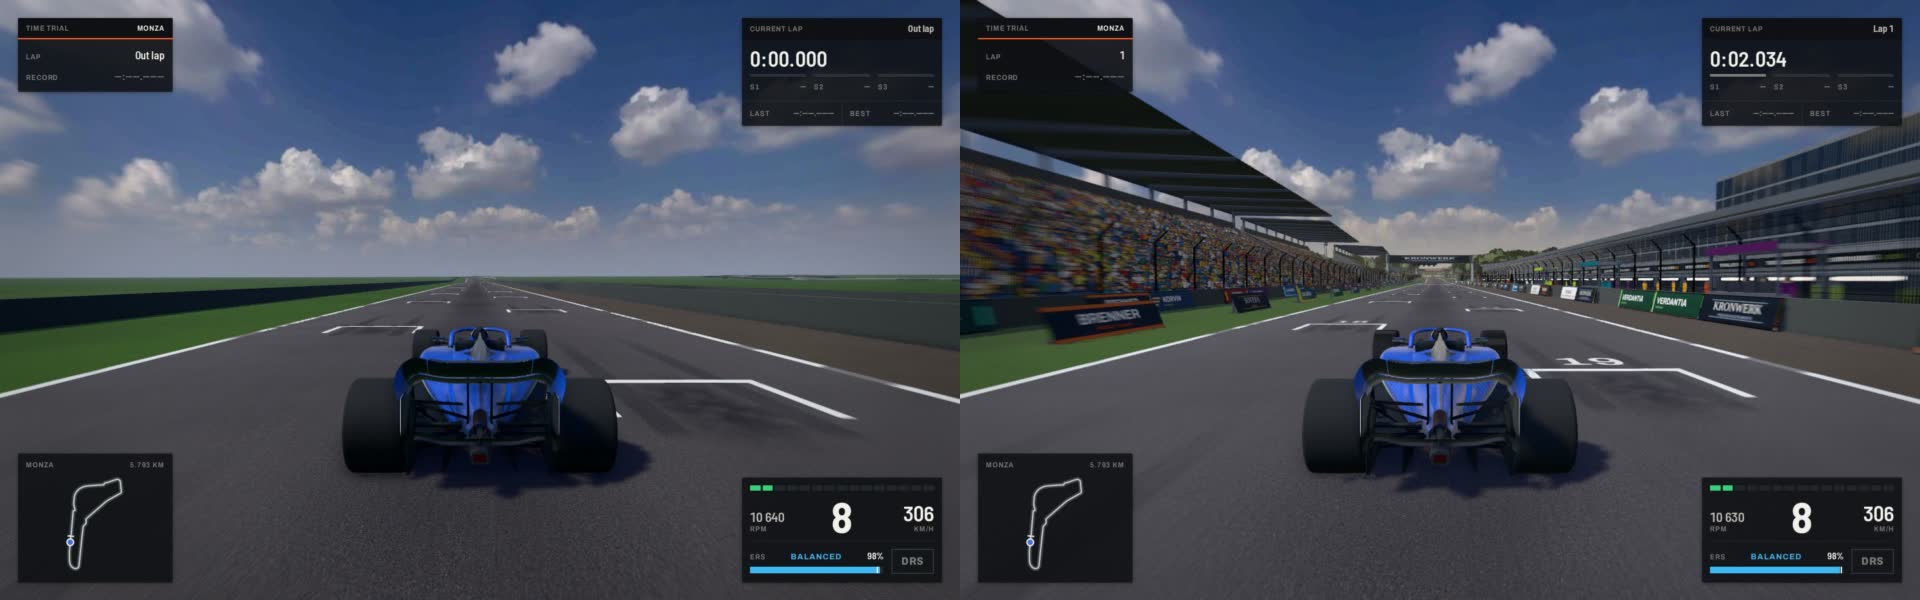 TIME TRIAL MONZA
LAP Out lap
RECORD -:--.---
CURRENT LAP Out lap
0:00.000
S1 -- S2 -- S3 --
LAST -:--.--- BEST -:--.---
MONZA 5.793 KM
10 640 RPM
8
306 KM/H
ERS BALANCED 98%
DRS
TIME TRIAL MONZA
LAP 1
RECORD -:--.---
CURRENT LAP Lap 1
0:02.034
S1 -- S2 -- S3 --
LAST -:--.--- BEST -:--.---
KRONWERK
BRENNER
NORVIN
VERDANTIA
VERDANTIA
KRONWERK
19
MONZA 5.793 KM
10 630 RPM
8
306 KM/H
ERS BALANCED 98%
DRS